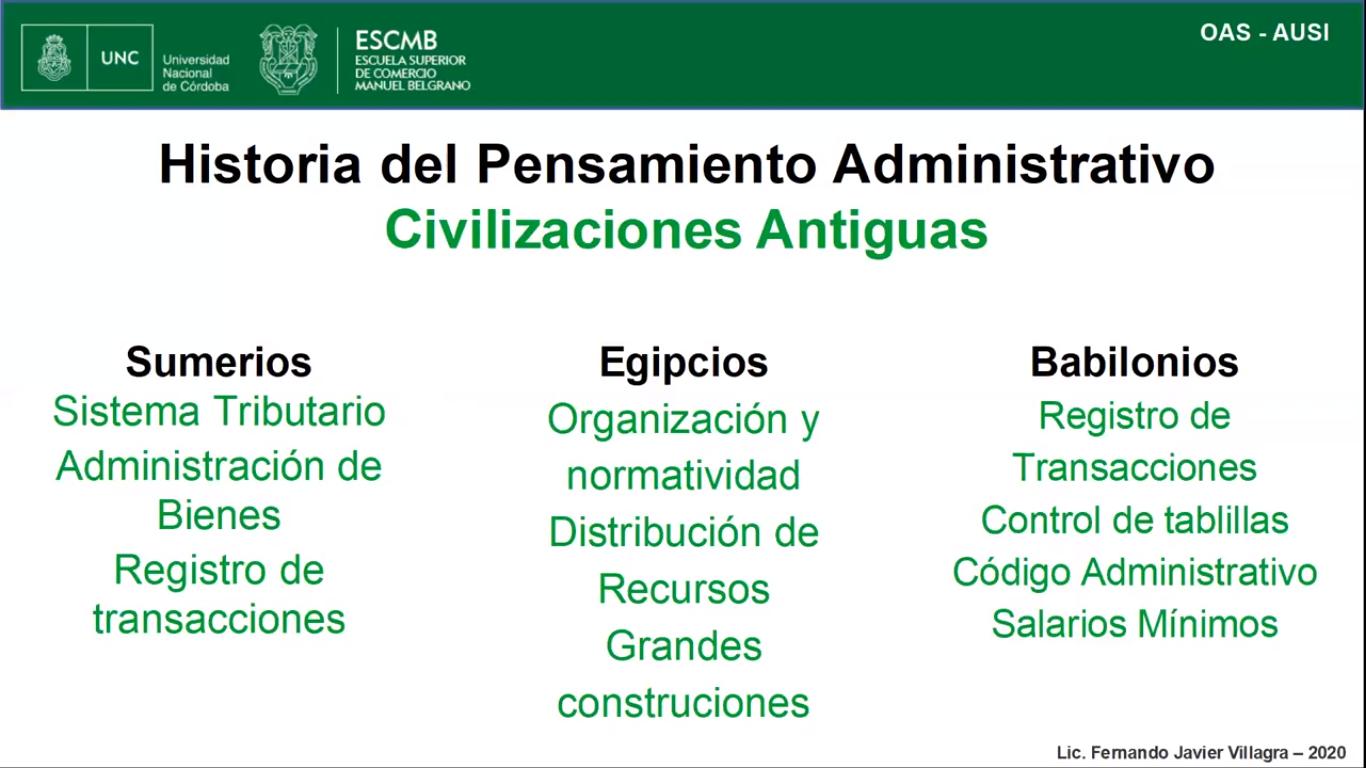 UNC
Universidad
Nacional
de Córdoba
ESCMB
ESCUELA SUPERIOR
DE COMERCIO
MANUEL BELGRANO
OAS - AUSI
Historia del Pensamiento Administrativo
Civilizaciones Antiguas
Sumerios
Sistema Tributario
Administración de
Bienes
Registro de
transacciones
Egipcios
Organización y
normatividad
Distribución de
Recursos
Grandes
construciones
Babilonios
Registro de
Transacciones
Control de tablillas
Código Administrativo
Salarios Mínimos
Lic. Fernando Javier Villagra – 2020